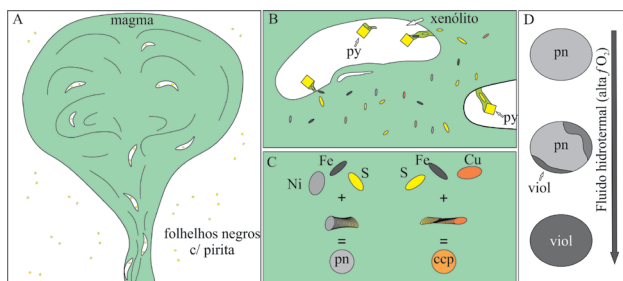 A
magma
folhelhos negros
c/ pirita
B
xenólito
py
py
C
Fe
Ni
S
+
=
pn
Fe
Cu
S
+
=
ccp
D
pn
pn
viol
viol
Fluido hidrotermal (alta f O₂)